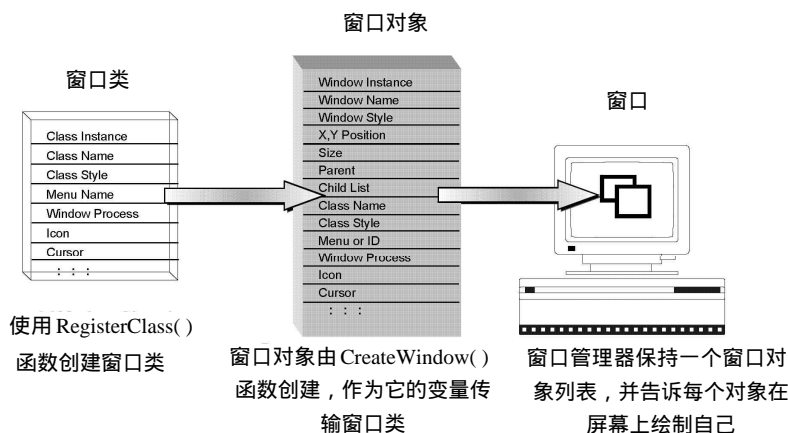 窗口对象
窗口类
窗口
Class Instance
Class Name
Class Style
Menu Name
Window Process
Icon
Cursor
: : :
Window Instance
Window Name
Window Style
X,Y Position
Size
Parent
Child List
Class Name
Class Style
Menu or ID
Window Process
Icon
Cursor
: : :
使用 RegisterClass( )
函数创建窗口类
窗口对象由 CreateWindow( )
函数创建，作为它的变量传
输窗口类
窗口管理器保持一个窗口对
象列表，并告诉每个对象在
屏幕上绘制自己